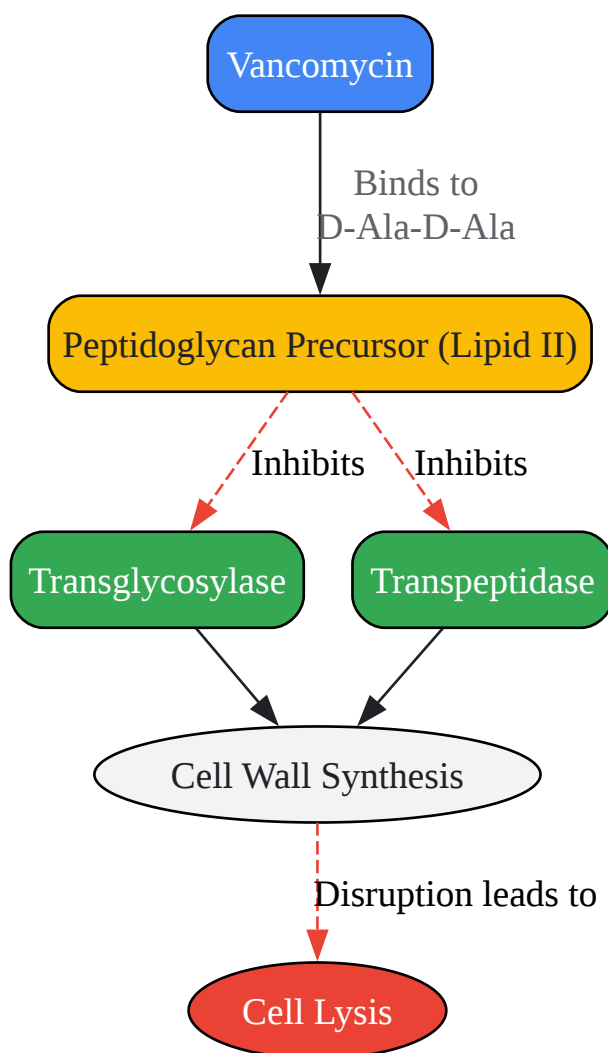 Vancomycin
Binds to
D-Ala-D-Ala
Peptidoglycan Precursor (Lipid II)
Inhibits
Inhibits
Transglycosylase
Transpeptidase
Cell Wall Synthesis
Disruption leads to
Cell Lysis